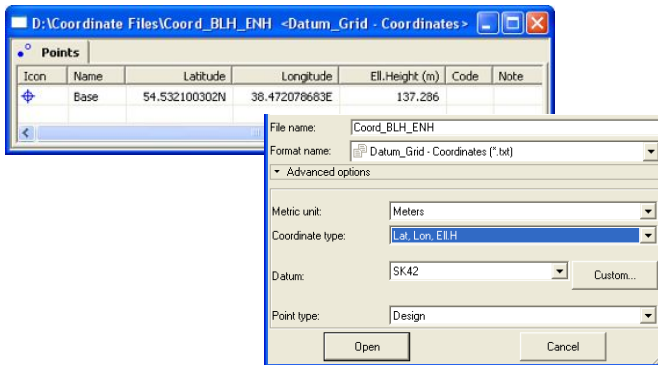 D:\Coordinate Files\Coord_BLH_ENH <Datum_Grid - Coordinates>
Points
Icon Name Latitude Longitude Ell.Height (m) Code Note
Base 54.532100302N 38.472078683E 137.286
File name: Coord_BLH_ENH
Format name: Datum_Grid - Coordinates (*.txt)
Advanced options
Metric unit: Meters
Coordinate type: Lat, Lon, Ell.H
Datum: SK42 Custom...
Point type: Design
Open Cancel